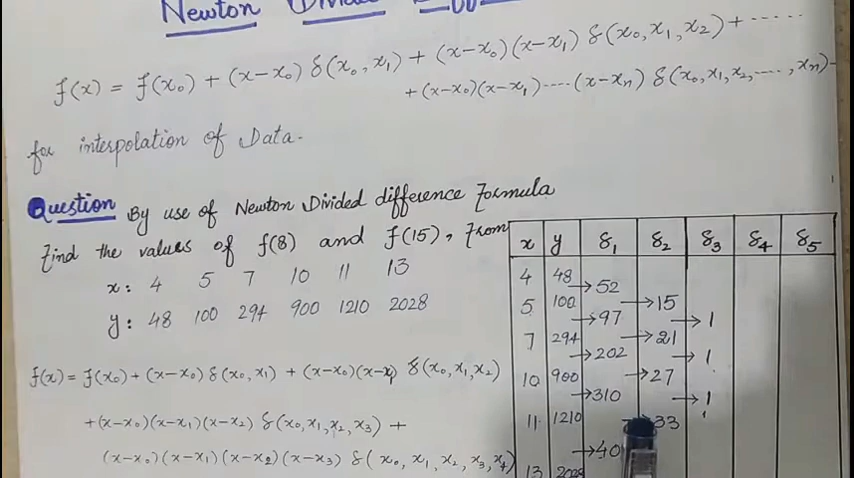 Newton Divided
f(x) = f(x₀) + (x-x₀) δ(x₀, x₁) + (x-x₀)(x-x₁) δ(x₀, x₁, x₂) + ·····
+ (x-x₀)(x-x₁)····(x-xₙ) δ(x₀, x₁, x₂, ····, xₙ)-
for interpolation of Data.
Question By use of Newton Divided difference Formula
Find the values of f(8) and f(15), From
x: 4 5 7 10 11 13
y: 48 100 294 900 1210 2028
f(x) = f(x₀) + (x-x₀) δ(x₀, x₁) + (x-x₀)(x-x₁) δ(x₀, x₁, x₂)
+ (x-x₀)(x-x₁)(x-x₂) δ(x₀, x₁, x₂, x₃) +
(x-x₀)(x-x₁)(x-x₂)(x-x₃) δ(x₀, x₁, x₂, x₃, x₄)
x y δ₁ δ₂ δ₃ δ₄ δ₅
4 48
→52
5 100 →15
→97 →1
7 294 →21
→202 →1
10 900 →27
→310 →1
11 1210 →33
→40
13 2028